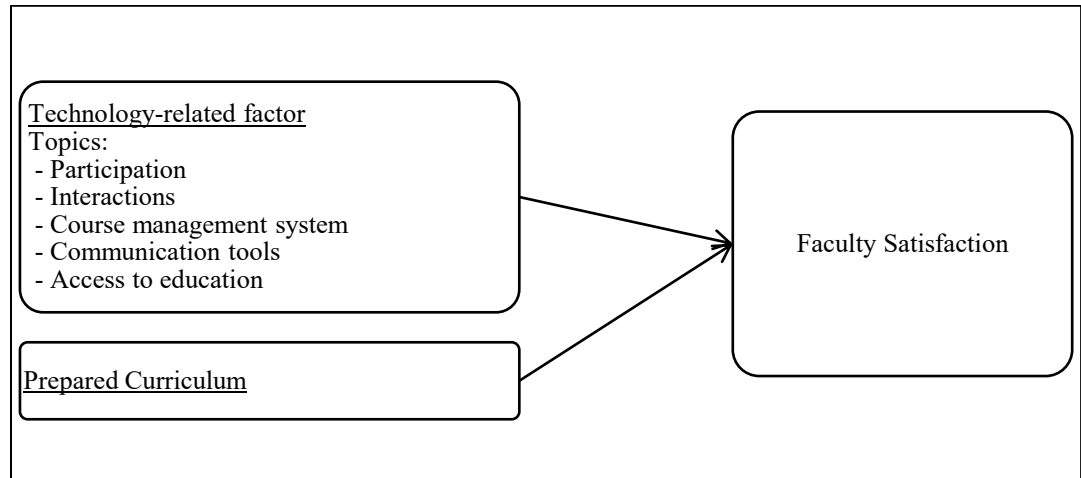 Technology-related factor
Topics:
- Participation
- Interactions
- Course management system
- Communication tools
- Access to education
Faculty Satisfaction
Prepared Curriculum